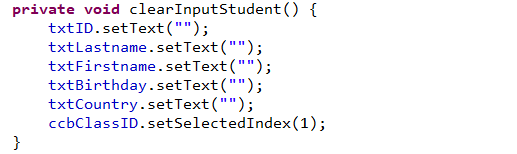 private void clearInputStudent() {
    txtID.setText("");
    txtLastname.setText("");
    txtFirstname.setText("");
    txtBirthday.setText("");
    txtCountry.setText("");
    ccbClassID.setSelectedIndex(1);
}